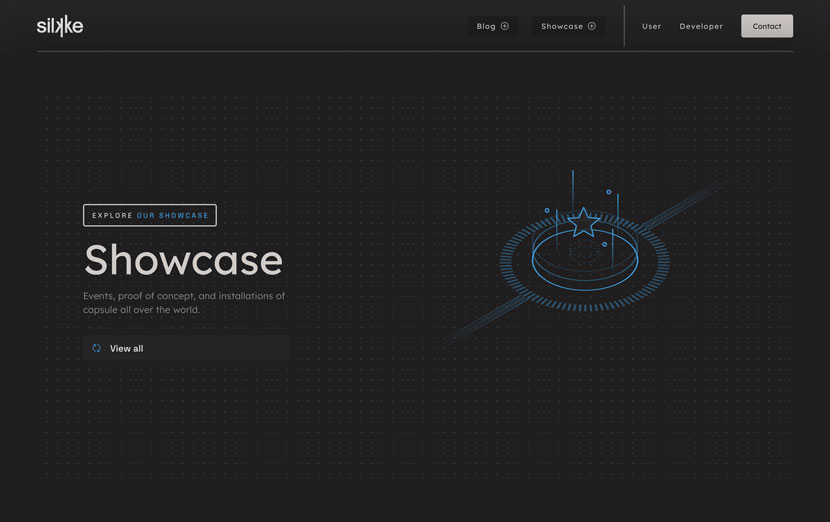 silkke
Blog
Showcase
User
Developer
Contact
EXPLORE OUR SHOWCASE
Showcase
Events, proof of concept, and installations of
capsule all over the world.
View all